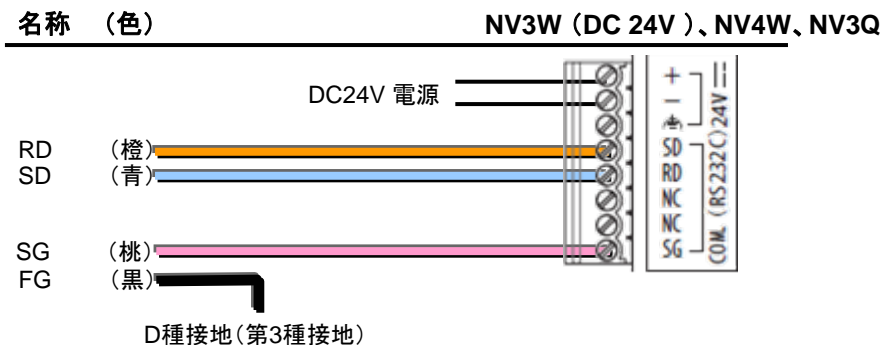 名称 （色） NV3W（DC 24V ）、NV4W、NV3Q
DC24V 電源
RD （橙）
SD （青）
SG （桃）
FG （黒）
D種接地（第3種接地）
+
−
SD
RD
NC
NC
SG
24V
COM. (RS232C)